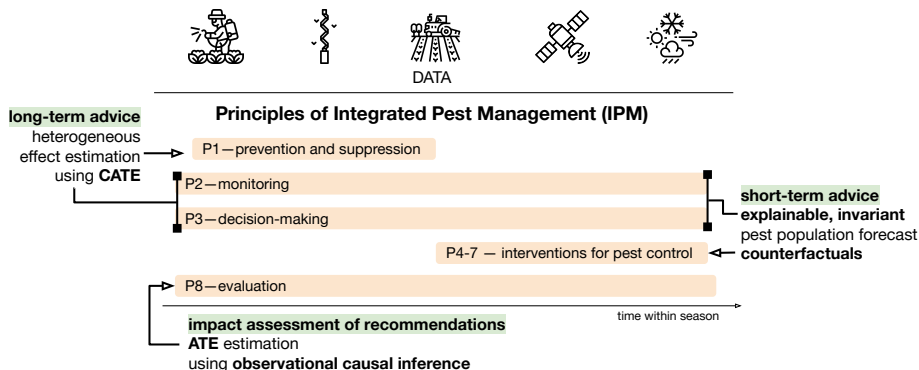 DATA
Principles of Integrated Pest Management (IPM)
long-term advice
heterogeneous
effect estimation
using CATE
P1—prevention and suppression
P2—monitoring
P3—decision-making
short-term advice
explainable, invariant
pest population forecast
counterfactuals
P4-7 — interventions for pest control
P8—evaluation
time within season
impact assessment of recommendations
ATE estimation
using observational causal inference